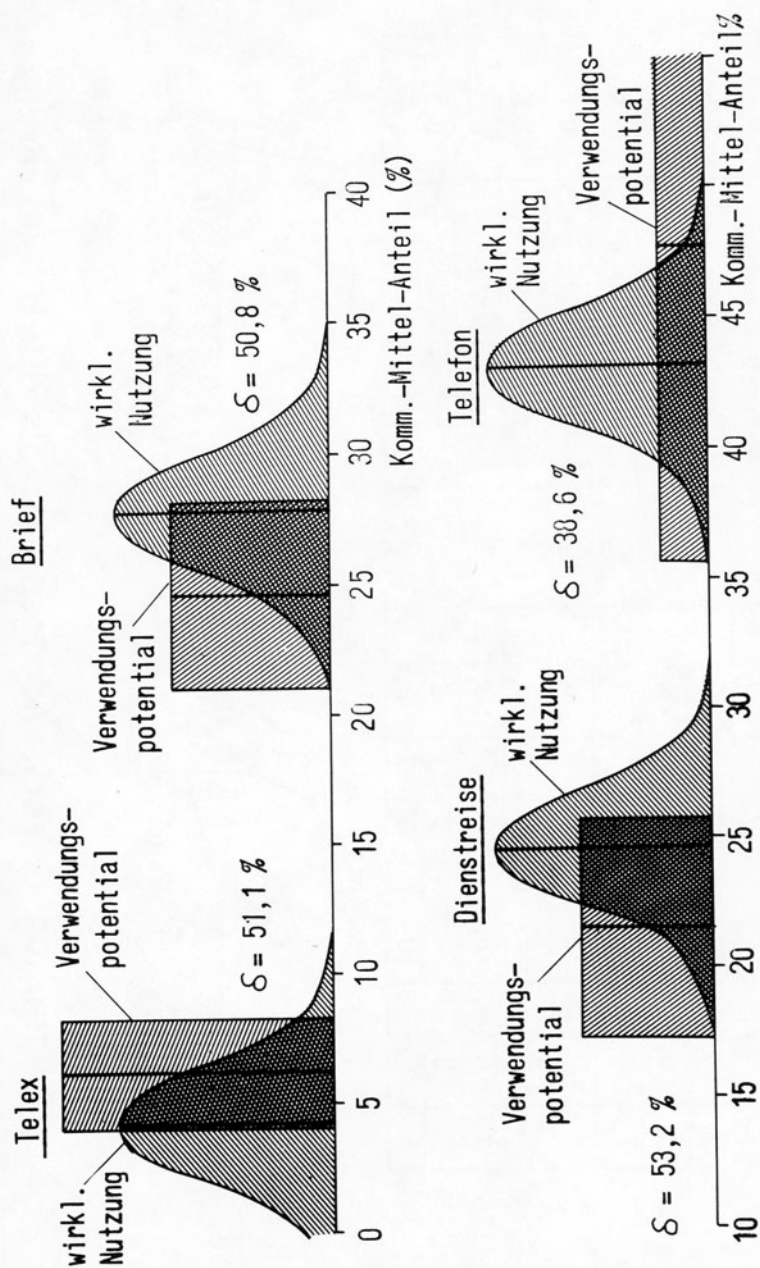 Telex
wirkl.
Nutzung
Verwendungs-
potential
δ = 51,1 %
Brief
Verwendungs-
potential
wirkl.
Nutzung
δ = 50,8 %
0 5 10 15 20 25 30 35 40
Komm.-Mittel-Anteil (%)
Dienstreise
δ = 53,2 %
Verwendungs-
potential
wirkl.
Nutzung
Telefon
δ = 38,6 %
wirkl.
Nutzung
Verwendungs-
potential
10 15 20 25 30 35 40 45 Komm.-Mittel-Anteil%